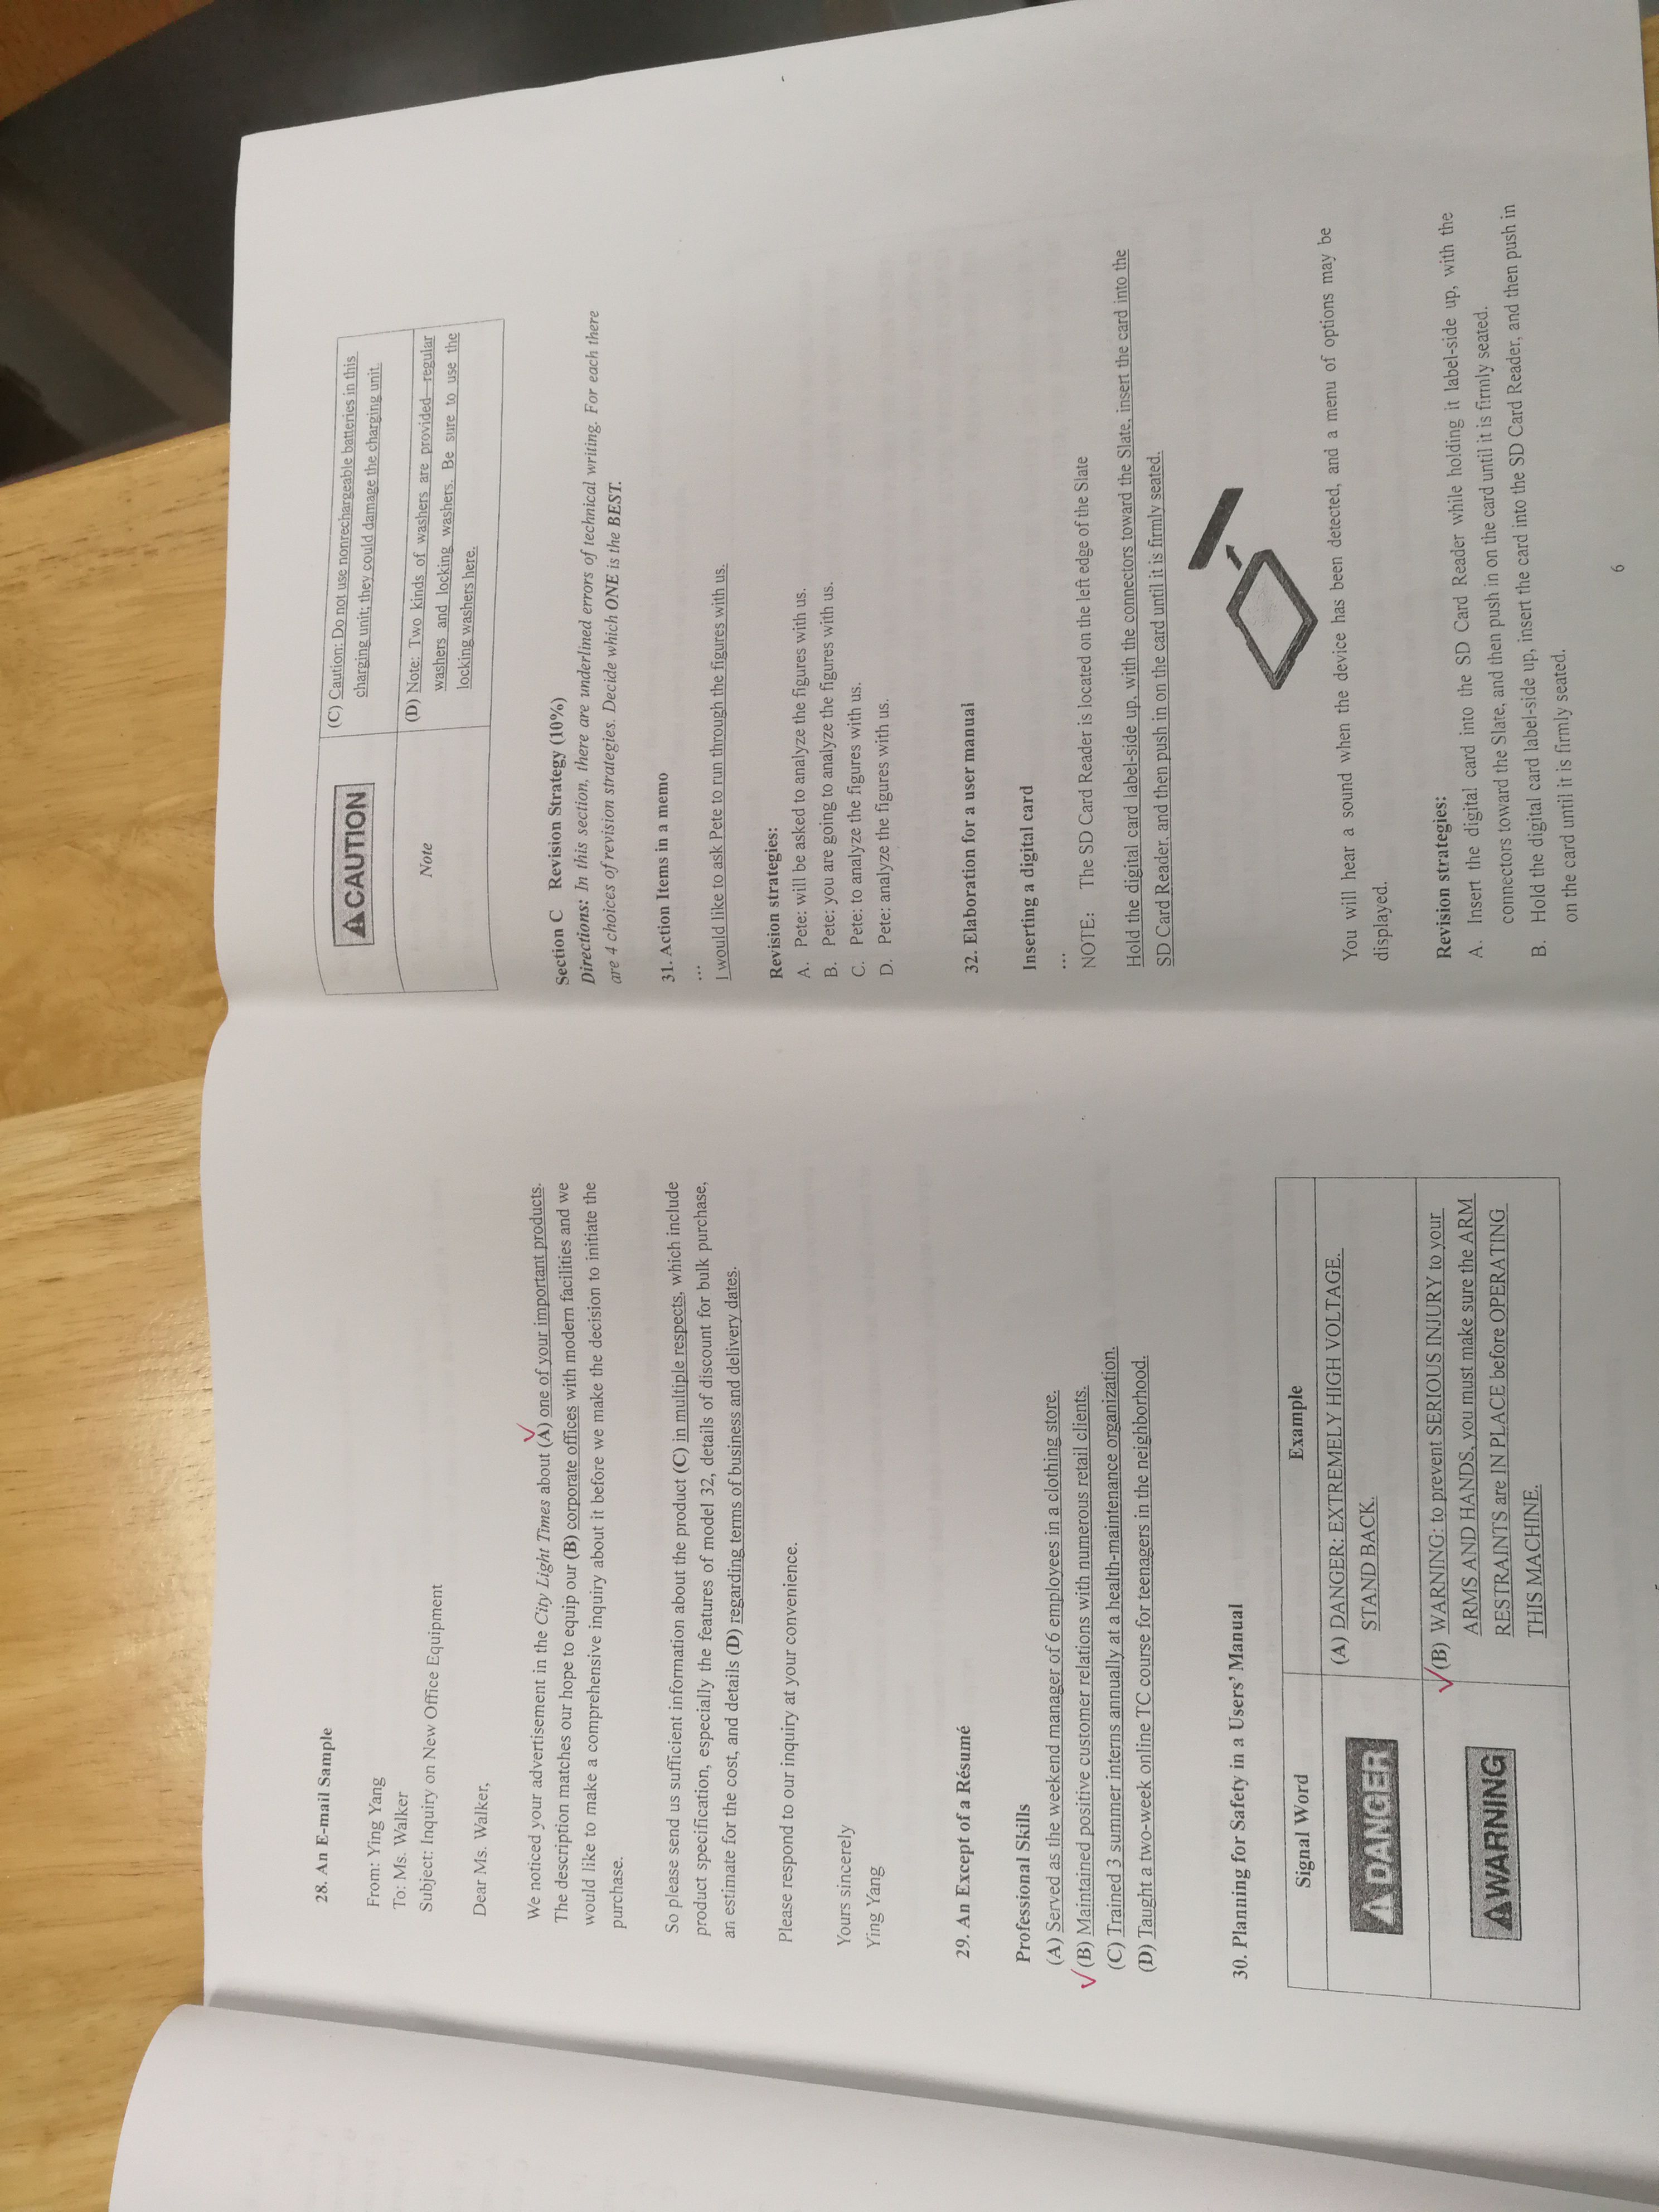 28. An E-mail Sample
From: Ying Yang
To: Ms. Walker
Subject: Inquiry on New Office Equipment
Dear Ms. Walker,
We noticed your advertisement in the City Light Times about (A) one of your important products.
The description matches our hope to equip our (B) corporate offices with modern facilities and we
would like to make a comprehensive inquiry about it before we make the decision to initiate the
purchase.
So please send us sufficient information about the product (C) in multiple respects, which include
product specification, especially the features of model 32, details of discount for bulk purchase,
an estimate for the cost, and details (D) regarding terms of business and delivery dates.
Please respond to our inquiry at your convenience.
Yours sincerely
Ying Yang
29. An Except of a Résumé
Professional Skills
(A) Served as the weekend manager of 6 employees in a clothing store.
(B) Maintained positive customer relations with numerous retail clients.
(C) Trained 3 summer interns annually at a health-maintenance organization.
(D) Taught a two-week online TC course for teenagers in the neighborhood.
30. Planning for Safety in a Users' Manual
Signal Word
Example
DANGER
(A) DANGER: EXTREMELY HIGH VOLTAGE.
STAND BACK.
WARNING
(B) WARNING: to prevent SERIOUS INJURY to your
ARMS AND HANDS, you must make sure the ARM
RESTRAINTS are IN PLACE before OPERATING
THIS MACHINE.
CAUTION
(C) Caution: Do not use nonrechargeable batteries in this
charging unit; they could damage the charging unit.
Note
(D) Note: Two kinds of washers are provided—regular
washers and locking washers. Be sure to use the
locking washers here.
Section C Revision Strategy (10%)
Directions: In this section, there are underlined errors of technical writing. For each there
are 4 choices of revision strategies. Decide which ONE is the BEST.
31. Action Items in a memo
...
I would like to ask Pete to run through the figures with us.
Revision strategies:
A. Pete: will be asked to analyze the figures with us.
B. Pete: you are going to analyze the figures with us.
C. Pete: to analyze the figures with us.
D. Pete: analyze the figures with us.
32. Elaboration for a user manual
Inserting a digital card
...
NOTE: The SD Card Reader is located on the left edge of the Slate
Hold the digital card label-side up, with the connectors toward the Slate, insert the card into the
SD Card Reader, and then push in on the card until it is firmly seated.
You will hear a sound when the device has been detected, and a menu of options may be
displayed.
Revision strategies:
A. Insert the digital card into the SD Card Reader while holding it label-side up, with the
connectors toward the Slate, and then push in on the card until it is firmly seated.
B. Hold the digital card label-side up, insert the card into the SD Card Reader, and then push in
on the card until it is firmly seated.
6